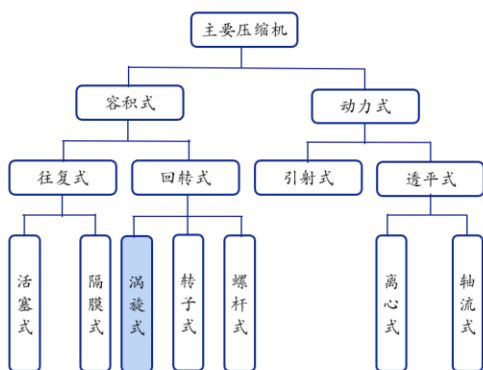 主要压缩机
容积式
动力式
往复式
回转式
引射式
透平式
活塞式
隔膜式
涡旋式
转子式
螺杆式
离心式
轴流式